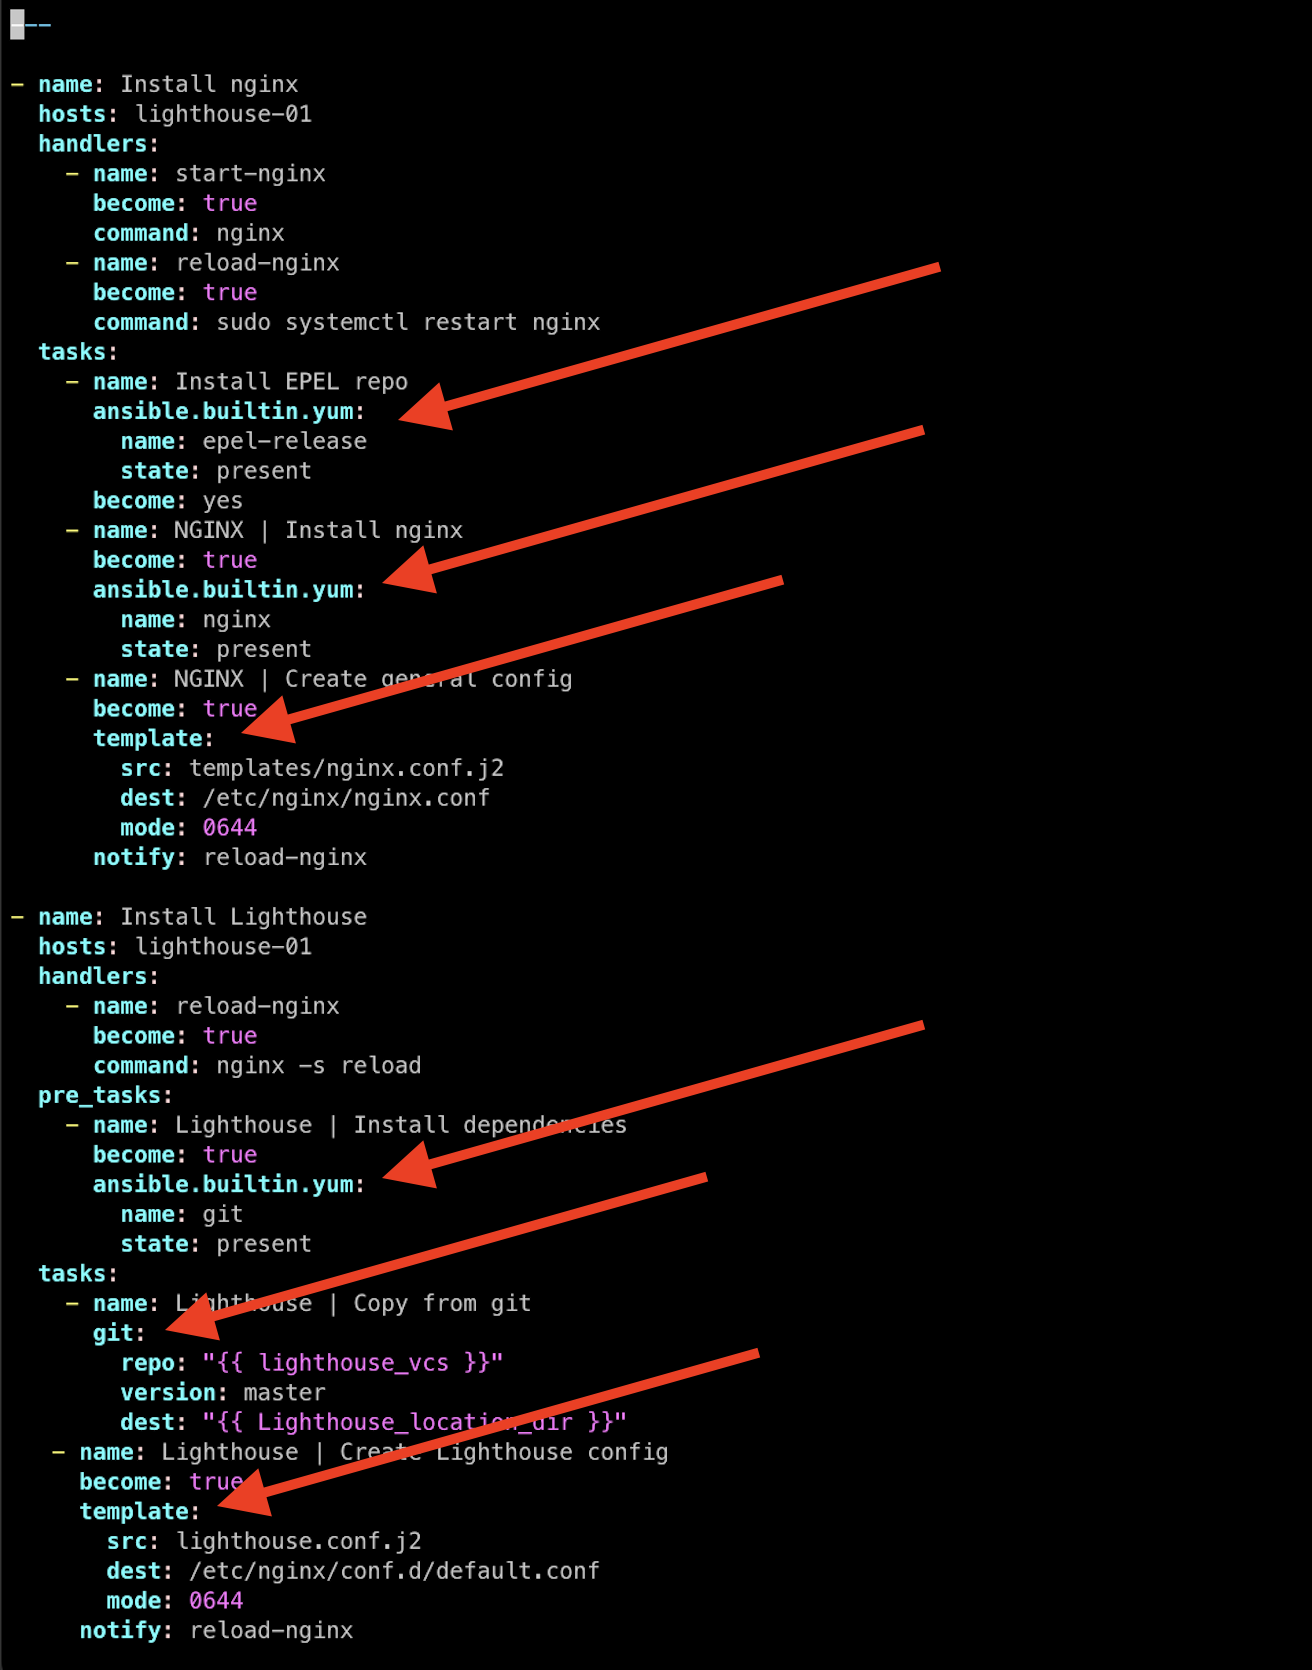 ---
- name: Install nginx
  hosts: lighthouse-01
  handlers:
    - name: start-nginx
      become: true
      command: nginx
    - name: reload-nginx
      become: true
      command: sudo systemctl restart nginx
  tasks:
    - name: Install EPEL repo
      ansible.builtin.yum:
        name: epel-release
        state: present
      become: yes
    - name: NGINX | Install nginx
      become: true
      ansible.builtin.yum:
        name: nginx
        state: present
    - name: NGINX | Create general config
      become: true
      template:
        src: templates/nginx.conf.j2
        dest: /etc/nginx/nginx.conf
        mode: 0644
      notify: reload-nginx
- name: Install Lighthouse
  hosts: lighthouse-01
  handlers:
    - name: reload-nginx
      become: true
      command: nginx -s reload
  pre_tasks:
    - name: Lighthouse | Install dependencies
      become: true
      ansible.builtin.yum:
        name: git
        state: present
  tasks:
    - name: Lighthouse | Copy from git
      git:
        repo: "{{ lighthouse_vcs }}"
        version: master
        dest: "{{ Lighthouse_location_dir }}"
   - name: Lighthouse | Create Lighthouse config
     become: true
     template:
       src: lighthouse.conf.j2
       dest: /etc/nginx/conf.d/default.conf
       mode: 0644
     notify: reload-nginx